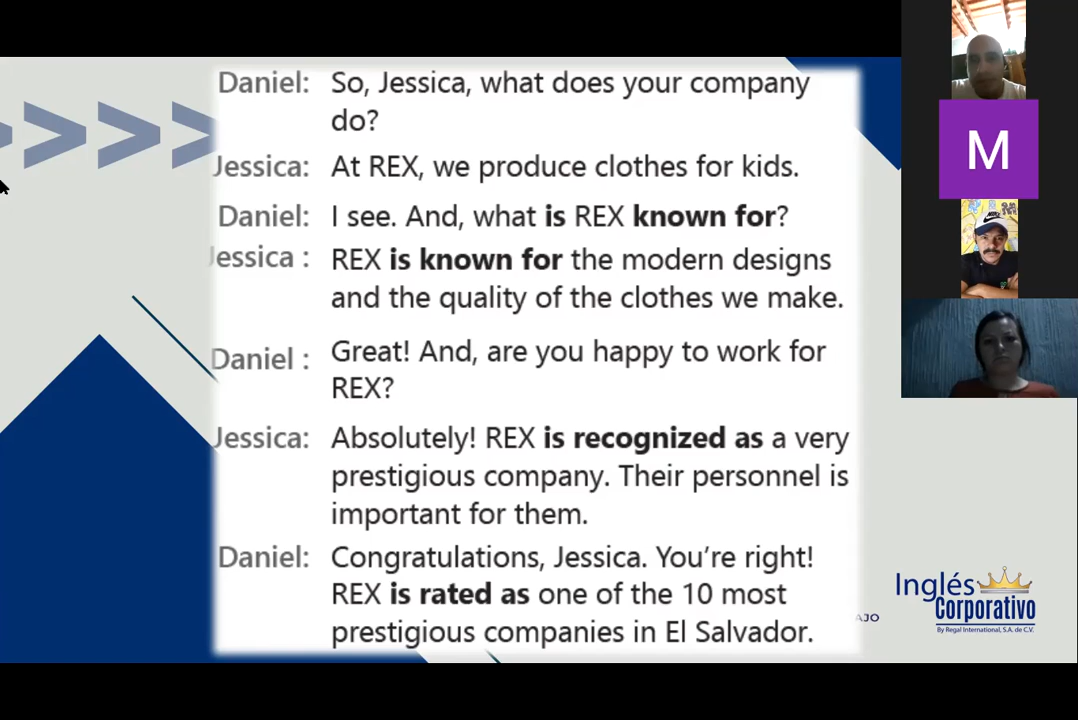 Daniel: So, Jessica, what does your company
do?
Jessica: At REX, we produce clothes for kids.
Daniel: I see. And, what is REX known for?
Jessica : REX is known for the modern designs
and the quality of the clothes we make.
Daniel : Great! And, are you happy to work for
REX?
Jessica: Absolutely! REX is recognized as a very
prestigious company. Their personnel is
important for them.
Daniel: Congratulations, Jessica. You're right!
REX is rated as one of the 10 most
prestigious companies in El Salvador.
M
AJO
Inglés
Corporativo
By Regal International, S.A. de C.V.